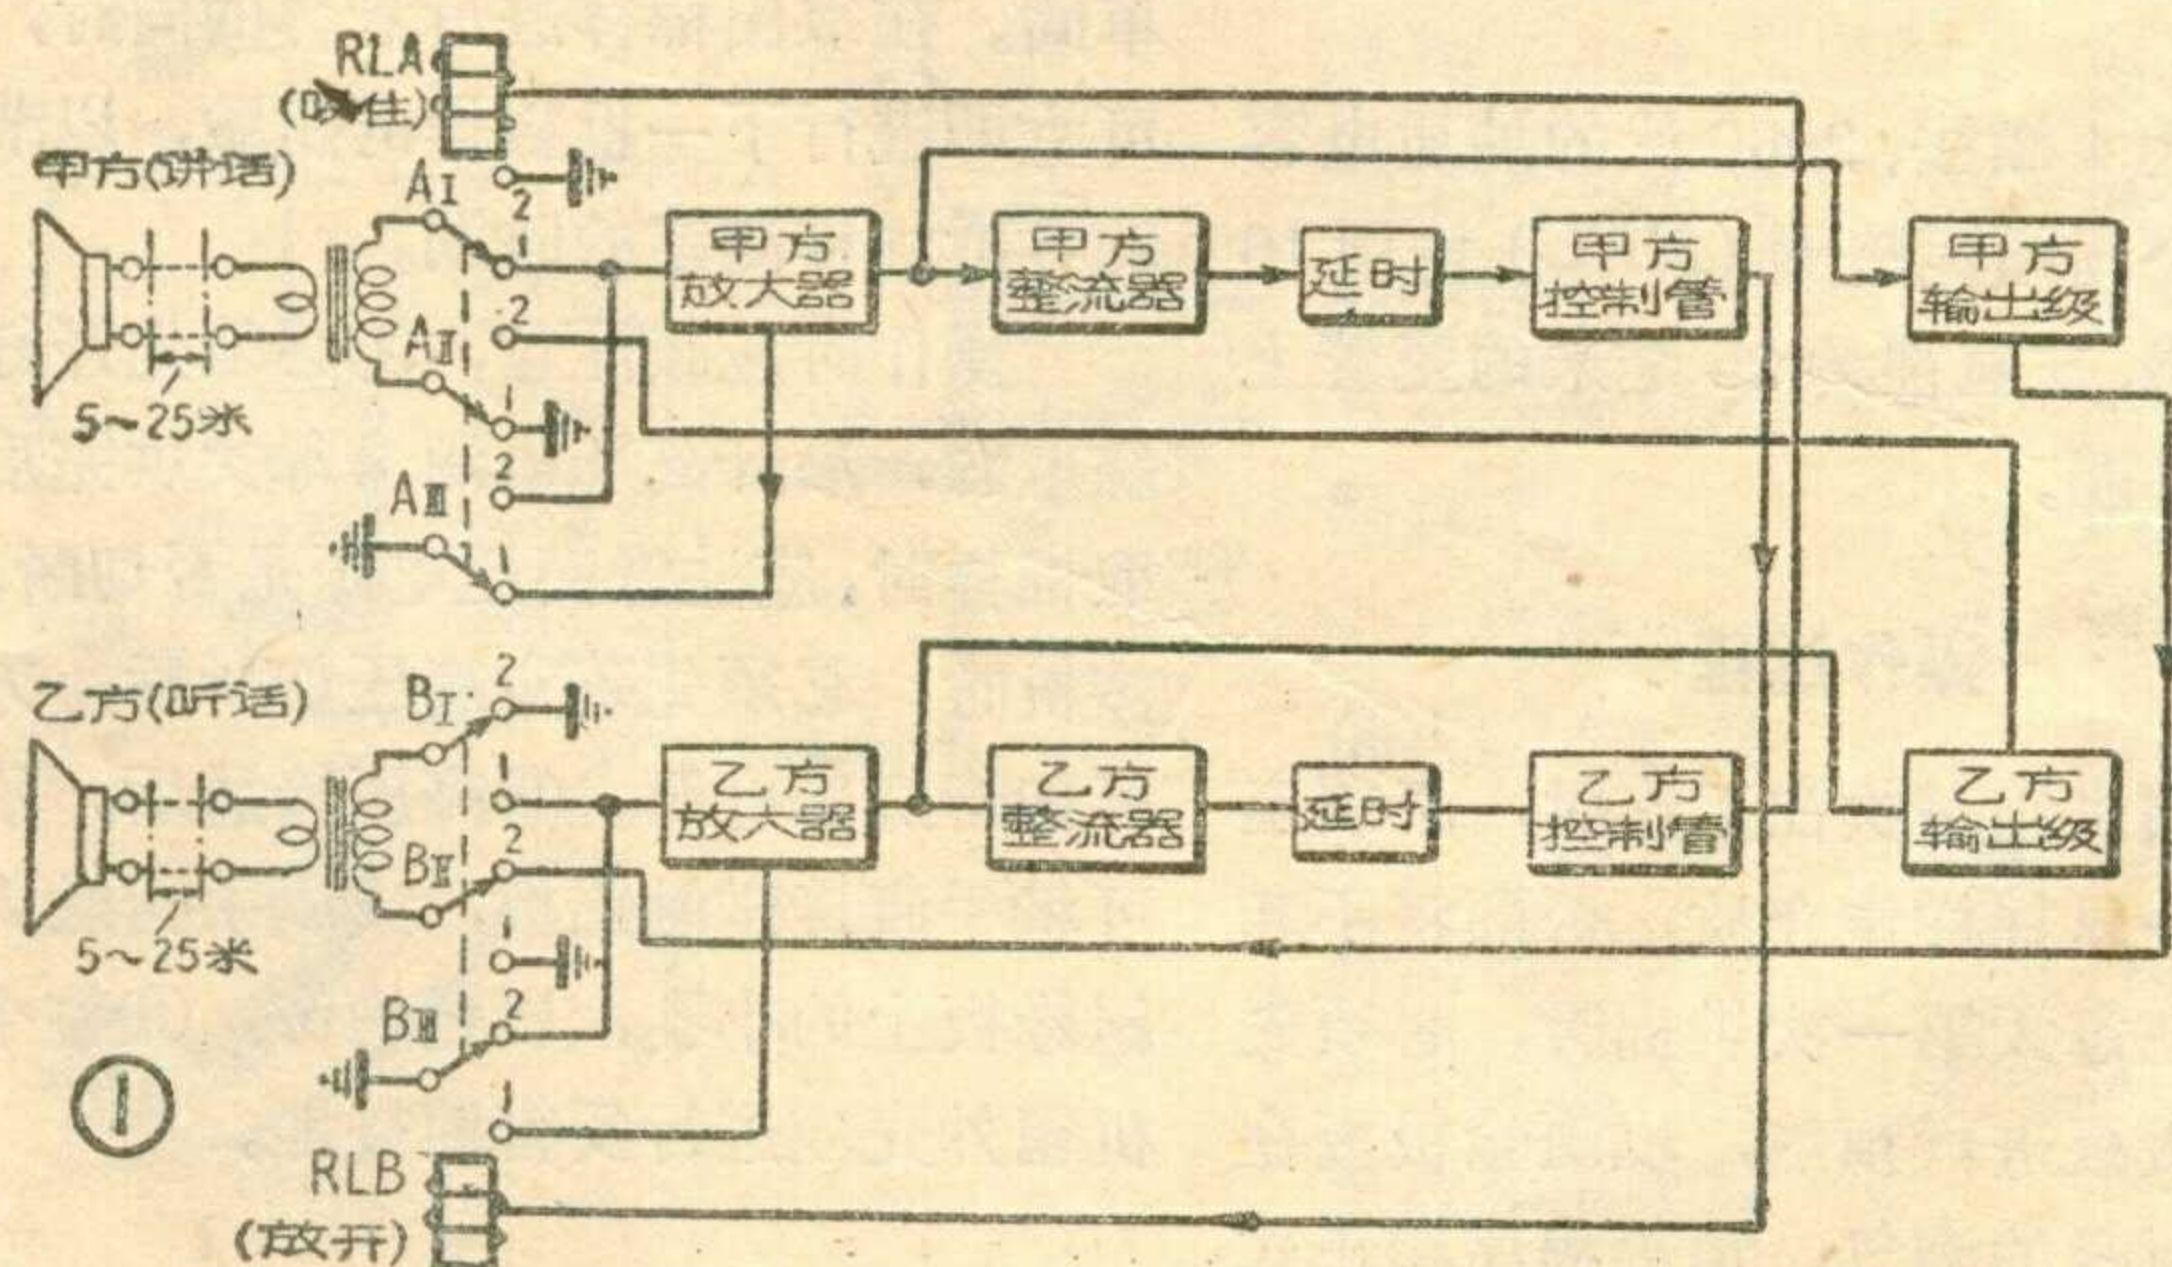 RLA
(吸住)
甲方(讲话)
5~25米
AⅠ
2
1
AⅡ
2
1
AⅢ
2
1
甲方
放大器
甲方
整流器
延时
甲方
控制管
甲方
输出级
乙方(听话)
5~25米
BⅠ
2
1
BⅡ
2
1
BⅢ
2
1
乙方
放大器
乙方
整流器
延时
乙方
控制管
乙方
输出级
①
RLB
(放开)